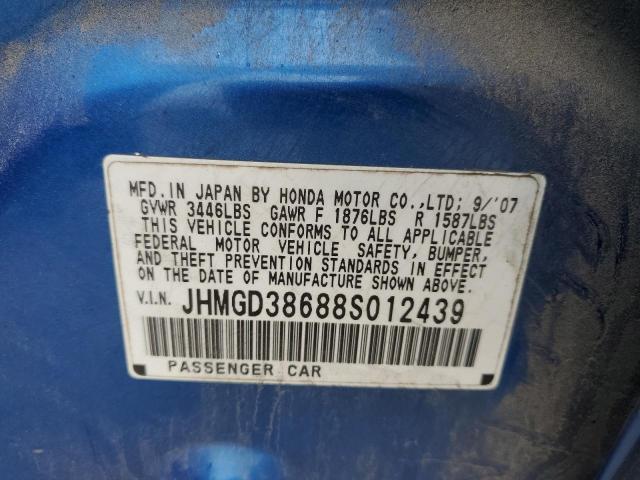 MFD.IN JAPAN BY HONDA MOTOR CO.,LTD; 9/'07
GVWR 3446LBS GAWR F 1876LBS R 1587LBS
THIS VEHICLE CONFORMS TO ALL APPLICABLE
FEDERAL MOTOR VEHICLE SAFETY, BUMPER,
AND THEFT PREVENTION STANDARDS IN EFFECT
ON THE DATE OF MANUFACTURE SHOWN ABOVE.
V.I.N. JHMGD38688S012439
PASSENGER CAR